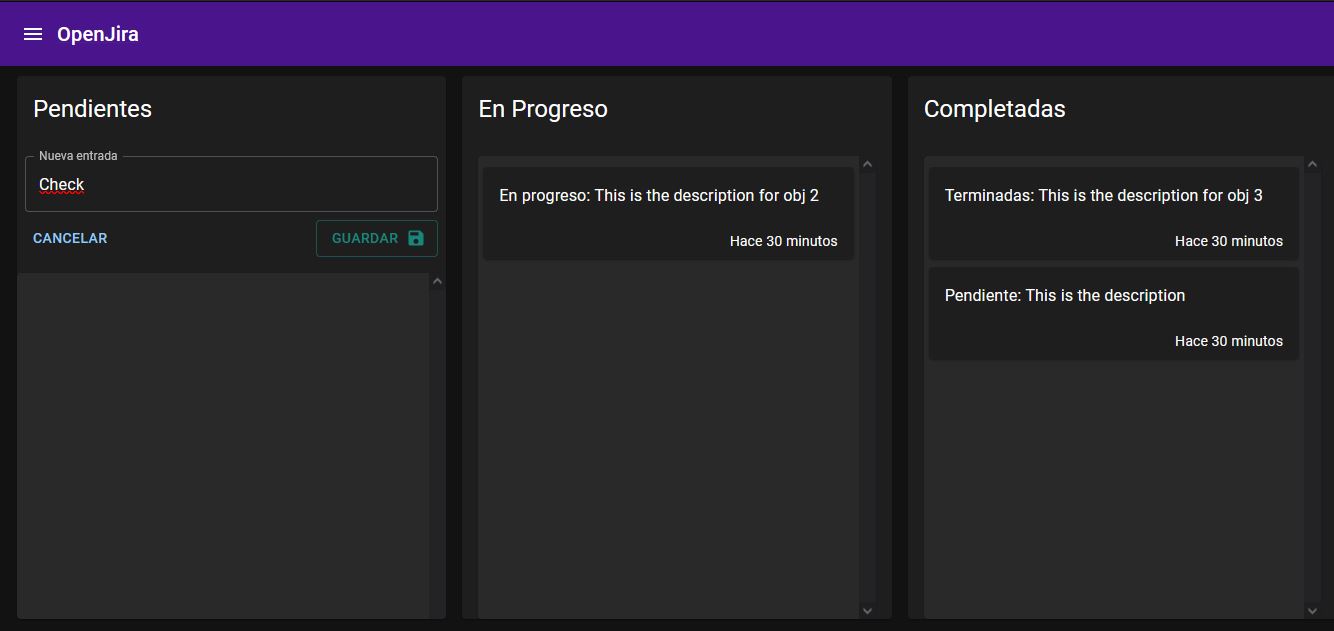 OpenJira
Pendientes
Nueva entrada
Check
CANCELAR
GUARDAR
En Progreso
En progreso: This is the description for obj 2
Hace 30 minutos
Completadas
Terminadas: This is the description for obj 3
Hace 30 minutos
Pendiente: This is the description
Hace 30 minutos